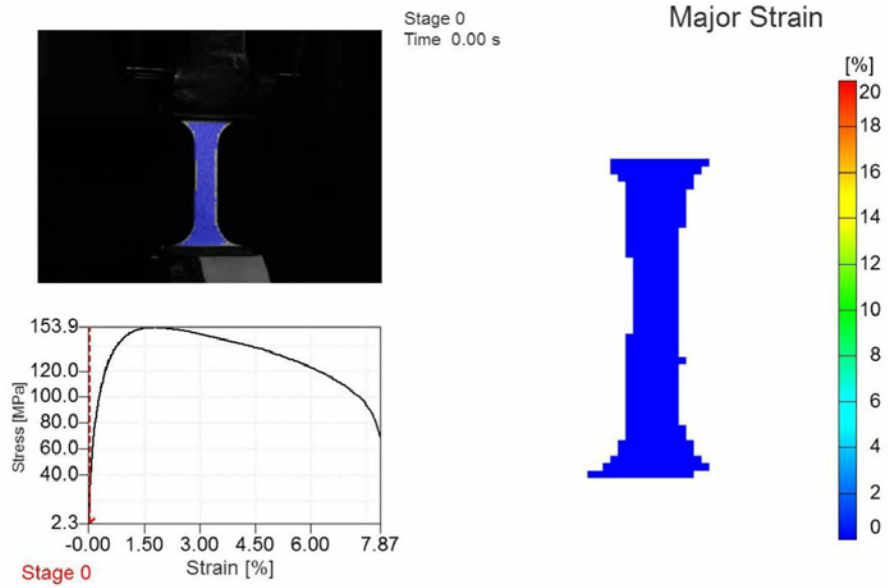 Stage 0
Time 0.00 s
Major Strain
[%]
20
18
16
14
12
10
8
6
4
2
0
153.9
120.0
100.0
80.0
60.0
40.0
2.3
Stress [MPa]
-0.00 1.50 3.00 4.50 6.00 7.87
Strain [%]
Stage 0